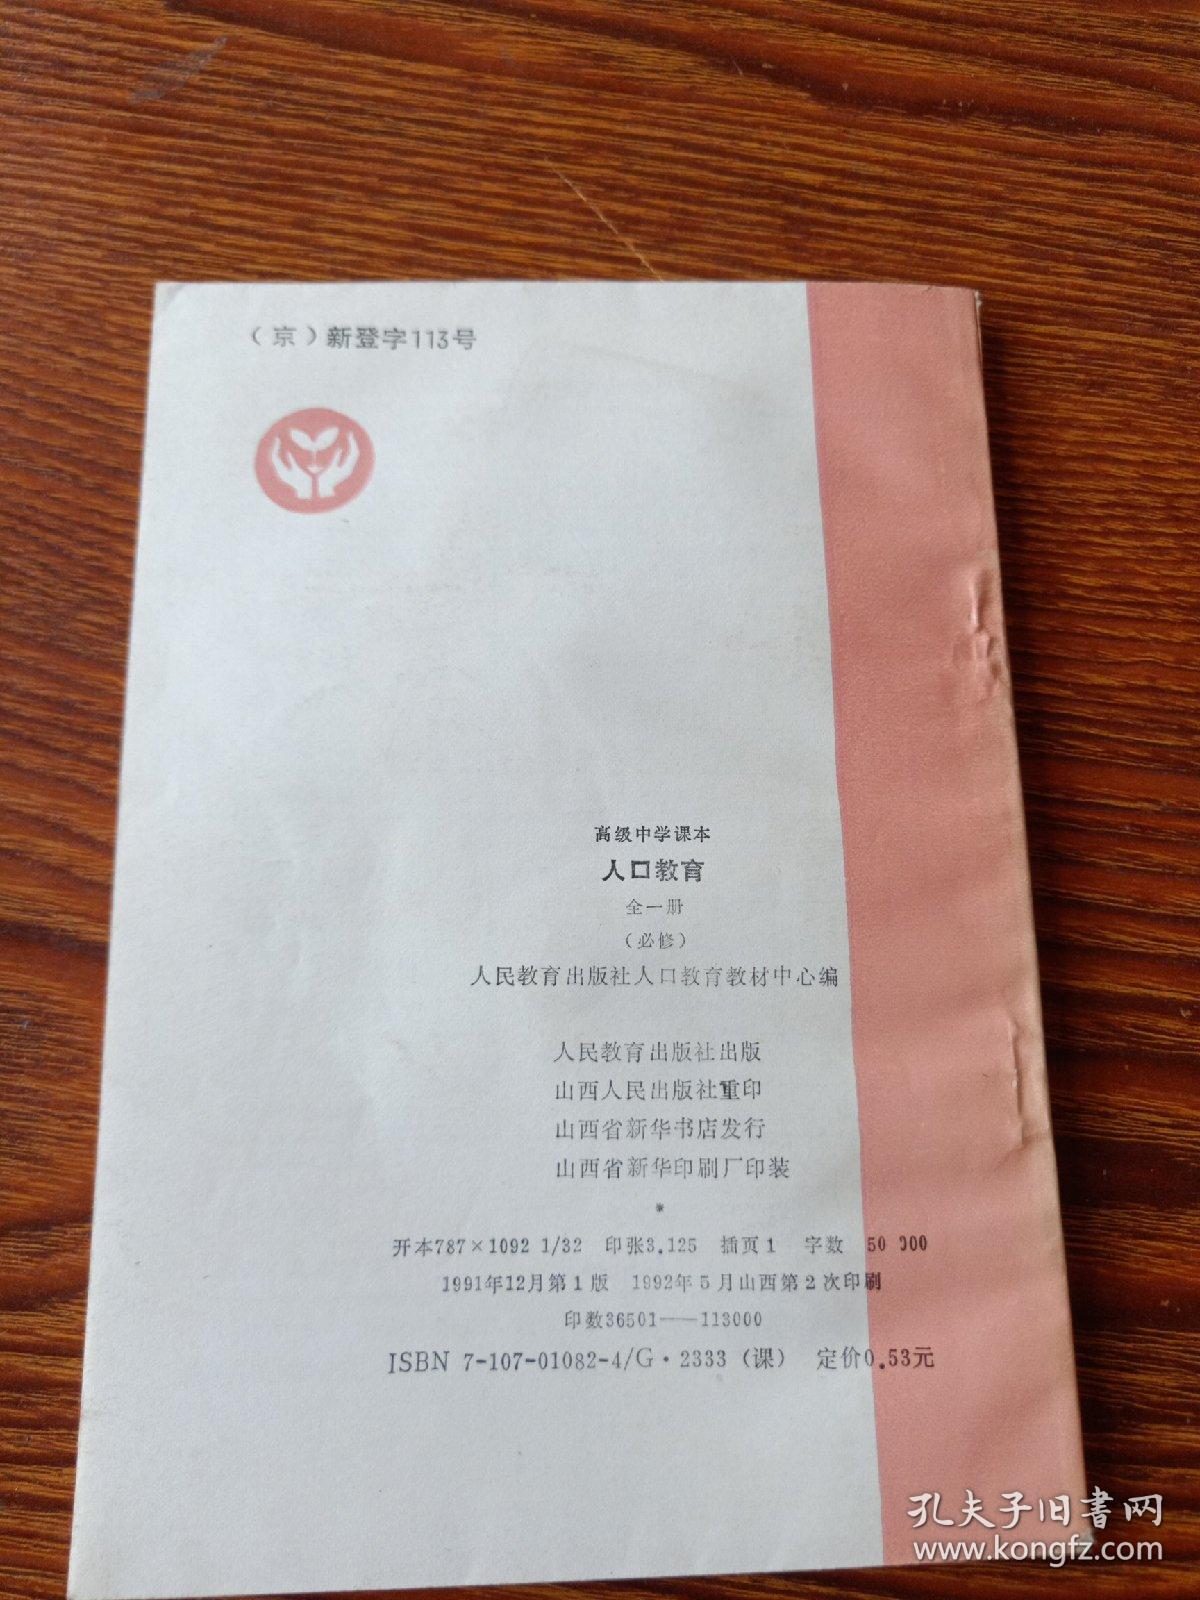 （京）新登字113号
高级中学课本
人口教育
全一册
（必修）
人民教育出版社人口教育教材中心编
人民教育出版社出版
山西人民出版社重印
山西省新华书店发行
山西省新华印刷厂印装
*
开本787×1092 1/32 印张3.125 插页1 字数 50 000
1991年12月第1版 1992年5月山西第2次印刷
印数36501——113000
ISBN 7-107-01082-4/G·2333（课） 定价0.53元
孔夫子旧书网
www.kongfz.com